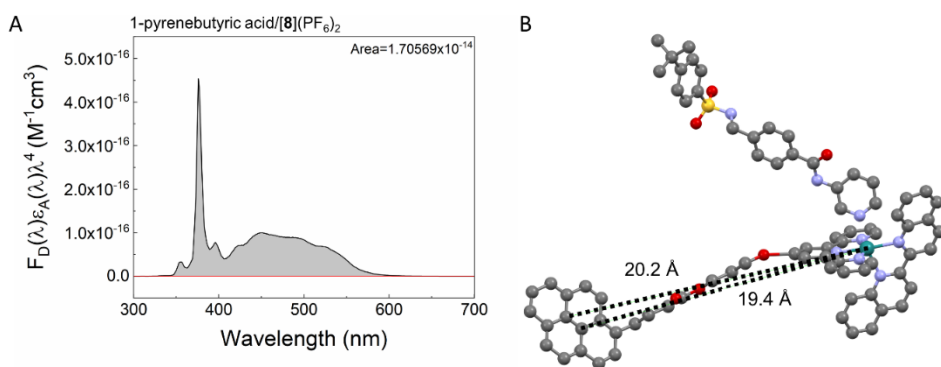 A
1-pyrenebutyric acid/[8](PF₆)₂
Area=1.70569x10⁻¹⁴
5.0x10⁻¹⁶
4.0x10⁻¹⁶
3.0x10⁻¹⁶
2.0x10⁻¹⁶
1.0x10⁻¹⁶
0.0
F_D(λ)ε_A(λ)λ⁴ (M⁻¹cm³)
300 400 500 600 700
Wavelength (nm)
B
20.2 Å
19.4 Å